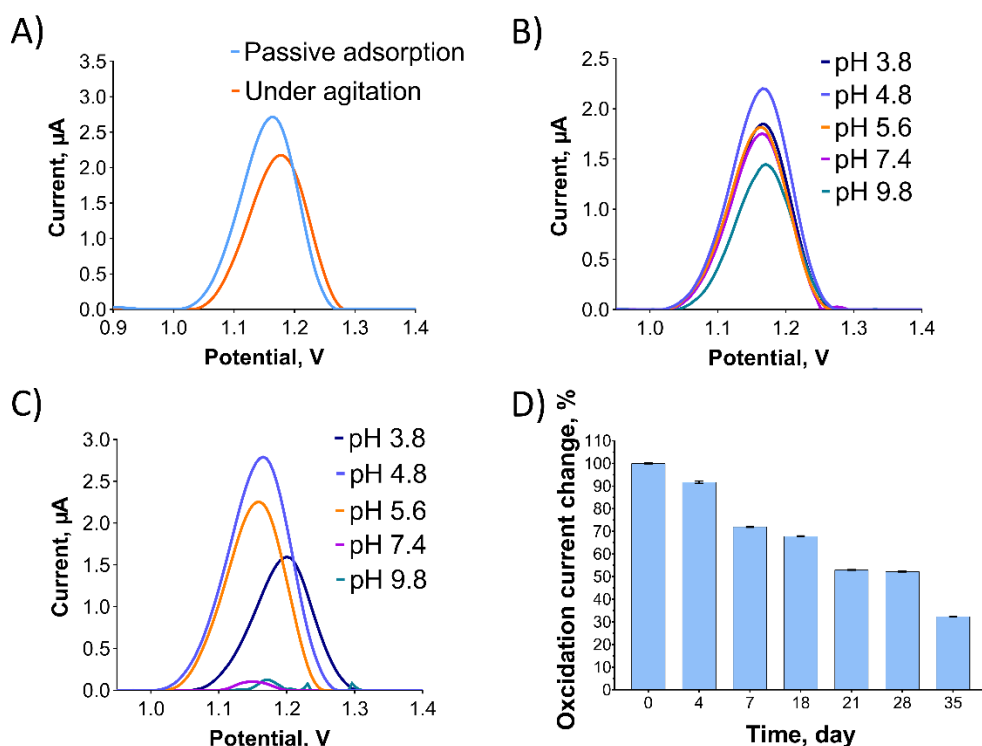 A)
Passive adsorption
Under agitation
3.5
3.0
2.5
2.0
1.5
1.0
0.5
0.0
Current, µA
0.9 1.0 1.1 1.2 1.3 1.4
Potential, V
B)
pH 3.8
pH 4.8
pH 5.6
pH 7.4
pH 9.8
2.5
2.0
1.5
1.0
0.5
0.0
Current, µA
1.0 1.1 1.2 1.3 1.4
Potential, V
C)
pH 3.8
pH 4.8
pH 5.6
pH 7.4
pH 9.8
3.0
2.5
2.0
1.5
1.0
0.5
0.0
Current, µA
1.0 1.1 1.2 1.3 1.4
Potential, V
D)
Oxcidation current change, %
110
100
90
80
70
60
50
40
30
20
10
0
0 4 7 18 21 28 35
Time, day